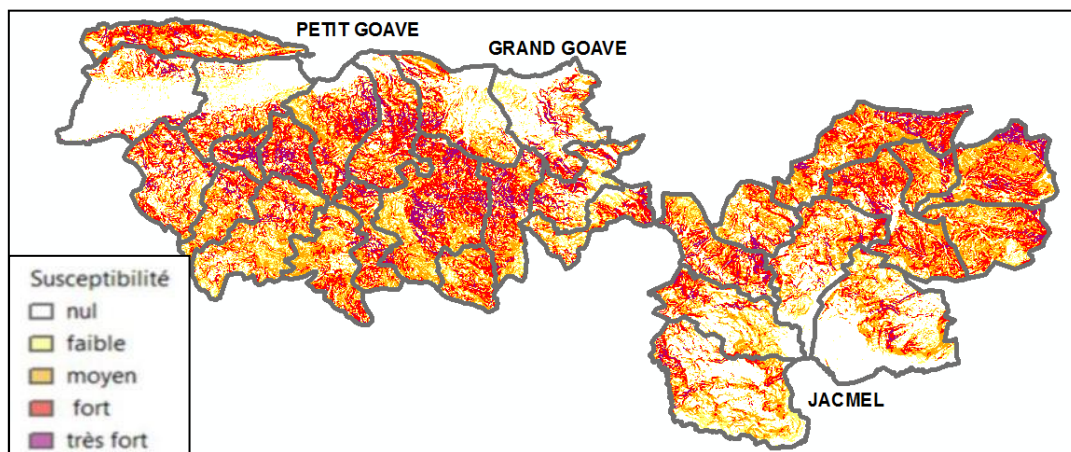 PETIT GOAVE
GRAND GOAVE
JACMEL
Susceptibilité
nul
faible
moyen
fort
très fort